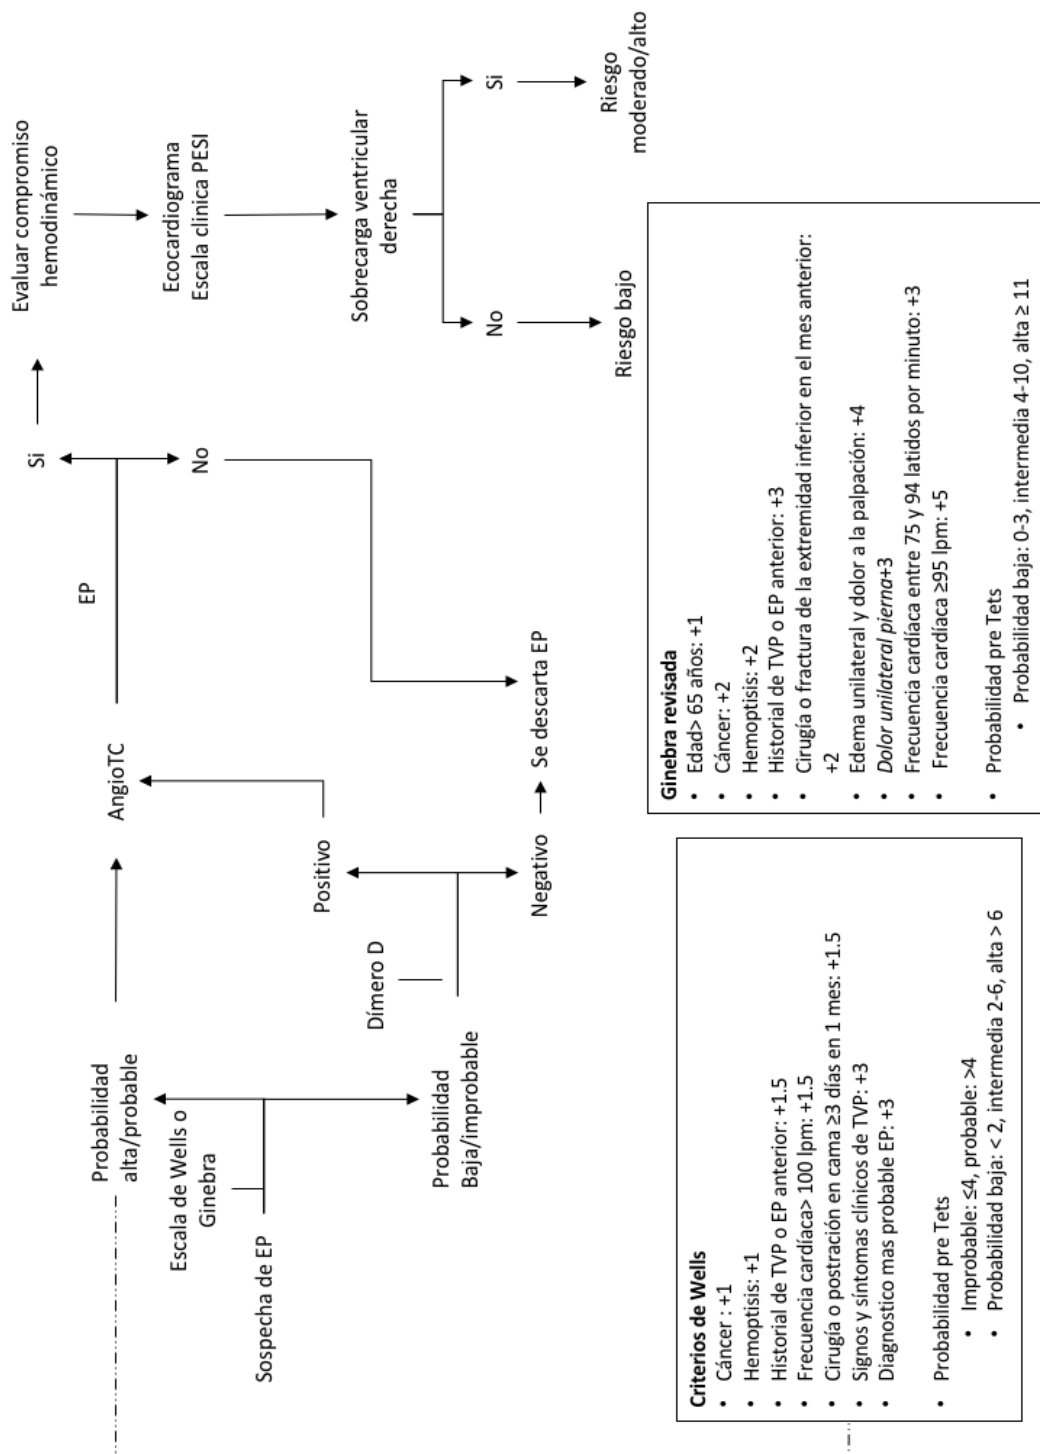 Sospecha de EP
Escala de Wells o
Ginebra
Probabilidad
alta/probable
Probabilidad
Baja/improbable
Dímero D
Positivo
Negativo
Se descarta EP
AngioTC
EP
Si
No
Evaluar compromiso
hemodinámico
Ecocardiograma
Escala clinica PESI
Sobrecarga ventricular
derecha
No
Si
Riesgo bajo
Riesgo
moderado/alto
Criterios de Wells
• Cáncer : +1
• Hemoptisis: +1
• Historial de TVP o EP anterior: +1.5
• Frecuencia cardíaca> 100 lpm: +1.5
• Cirugía o postración en cama ≥3 días en 1 mes: +1.5
• Signos y síntomas clínicos de TVP: +3
• Diagnostico mas probable EP: +3
• Probabilidad pre Tets
• Improbable: ≤4, probable: >4
• Probabilidad baja: < 2, intermedia 2-6, alta > 6
Ginebra revisada
• Edad> 65 años: +1
• Cáncer: +2
• Hemoptisis: +2
• Historial de TVP o EP anterior: +3
• Cirugía o fractura de la extremidad inferior en el mes anterior:
+2
• Edema unilateral y dolor a la palpación: +4
• Dolor unilateral pierna+3
• Frecuencia cardíaca entre 75 y 94 latidos por minuto: +3
• Frecuencia cardíaca ≥95 lpm: +5
• Probabilidad pre Tets
• Probabilidad baja: 0-3, intermedia 4-10, alta ≥ 11